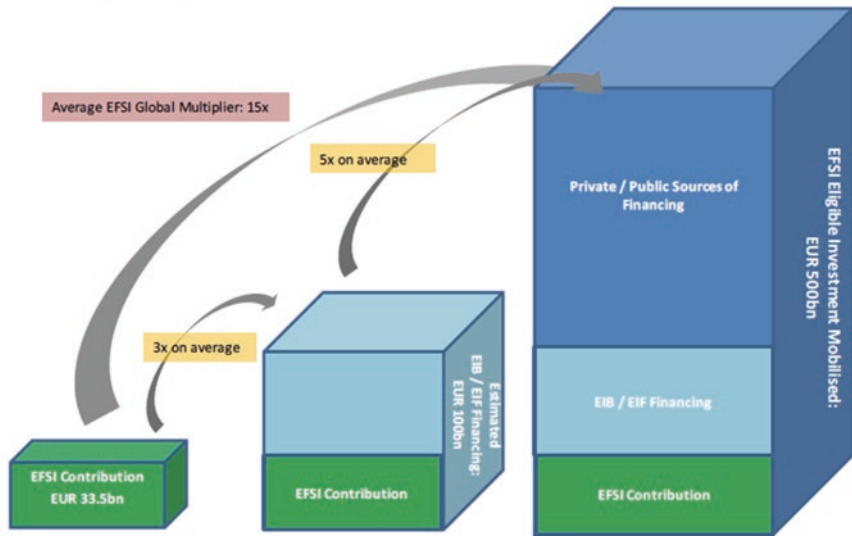 Average EFSI Global Multiplier: 15x
5x on average
3x on average
EFSI Contribution
EUR 33.5bn
Estimated
EIB / EIF Financing:
EUR 100bn
EFSI Contribution
Private / Public Sources of
Financing
EIB / EIF Financing
EFSI Contribution
EFSI Eligible Investment Mobilised:
EUR 500bn